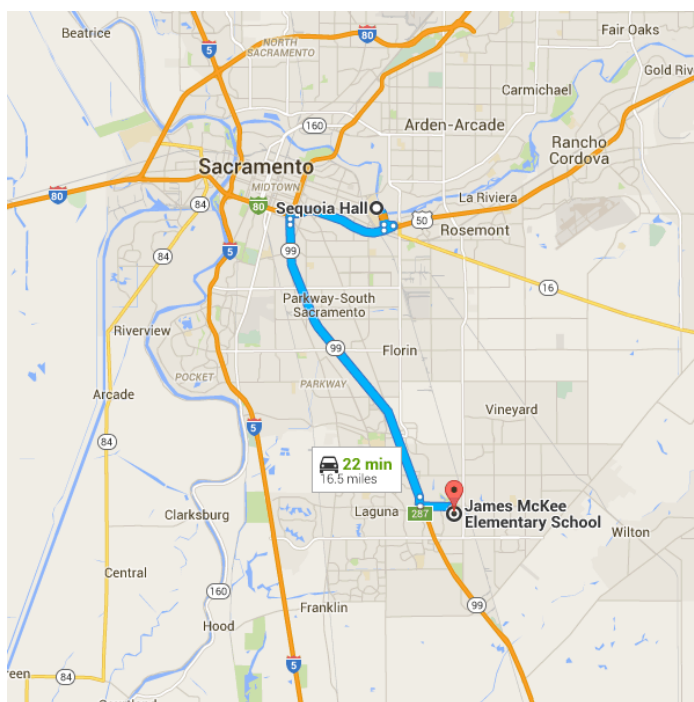 Beatrice
5
80
Fair Oaks
NORTH
SACRAMENTO
Gold Riv
Carmichael
160
Arden-Arcade
Rancho
Cordova
Sacramento
MIDTOWN
La Riviera
80
84
80
Sequoia Hall
50
Rosemont
99
5
84
16
Parkway-South
Sacramento
Riverview
99
Florin
POCKET
PARKWAY
Arcade
Vineyard
84
5
22 min
16.5 miles
James McKee
Elementary School
Laguna
287
Clarksburg
Wilton
Central
160
99
Franklin
Hood
5
84
reen